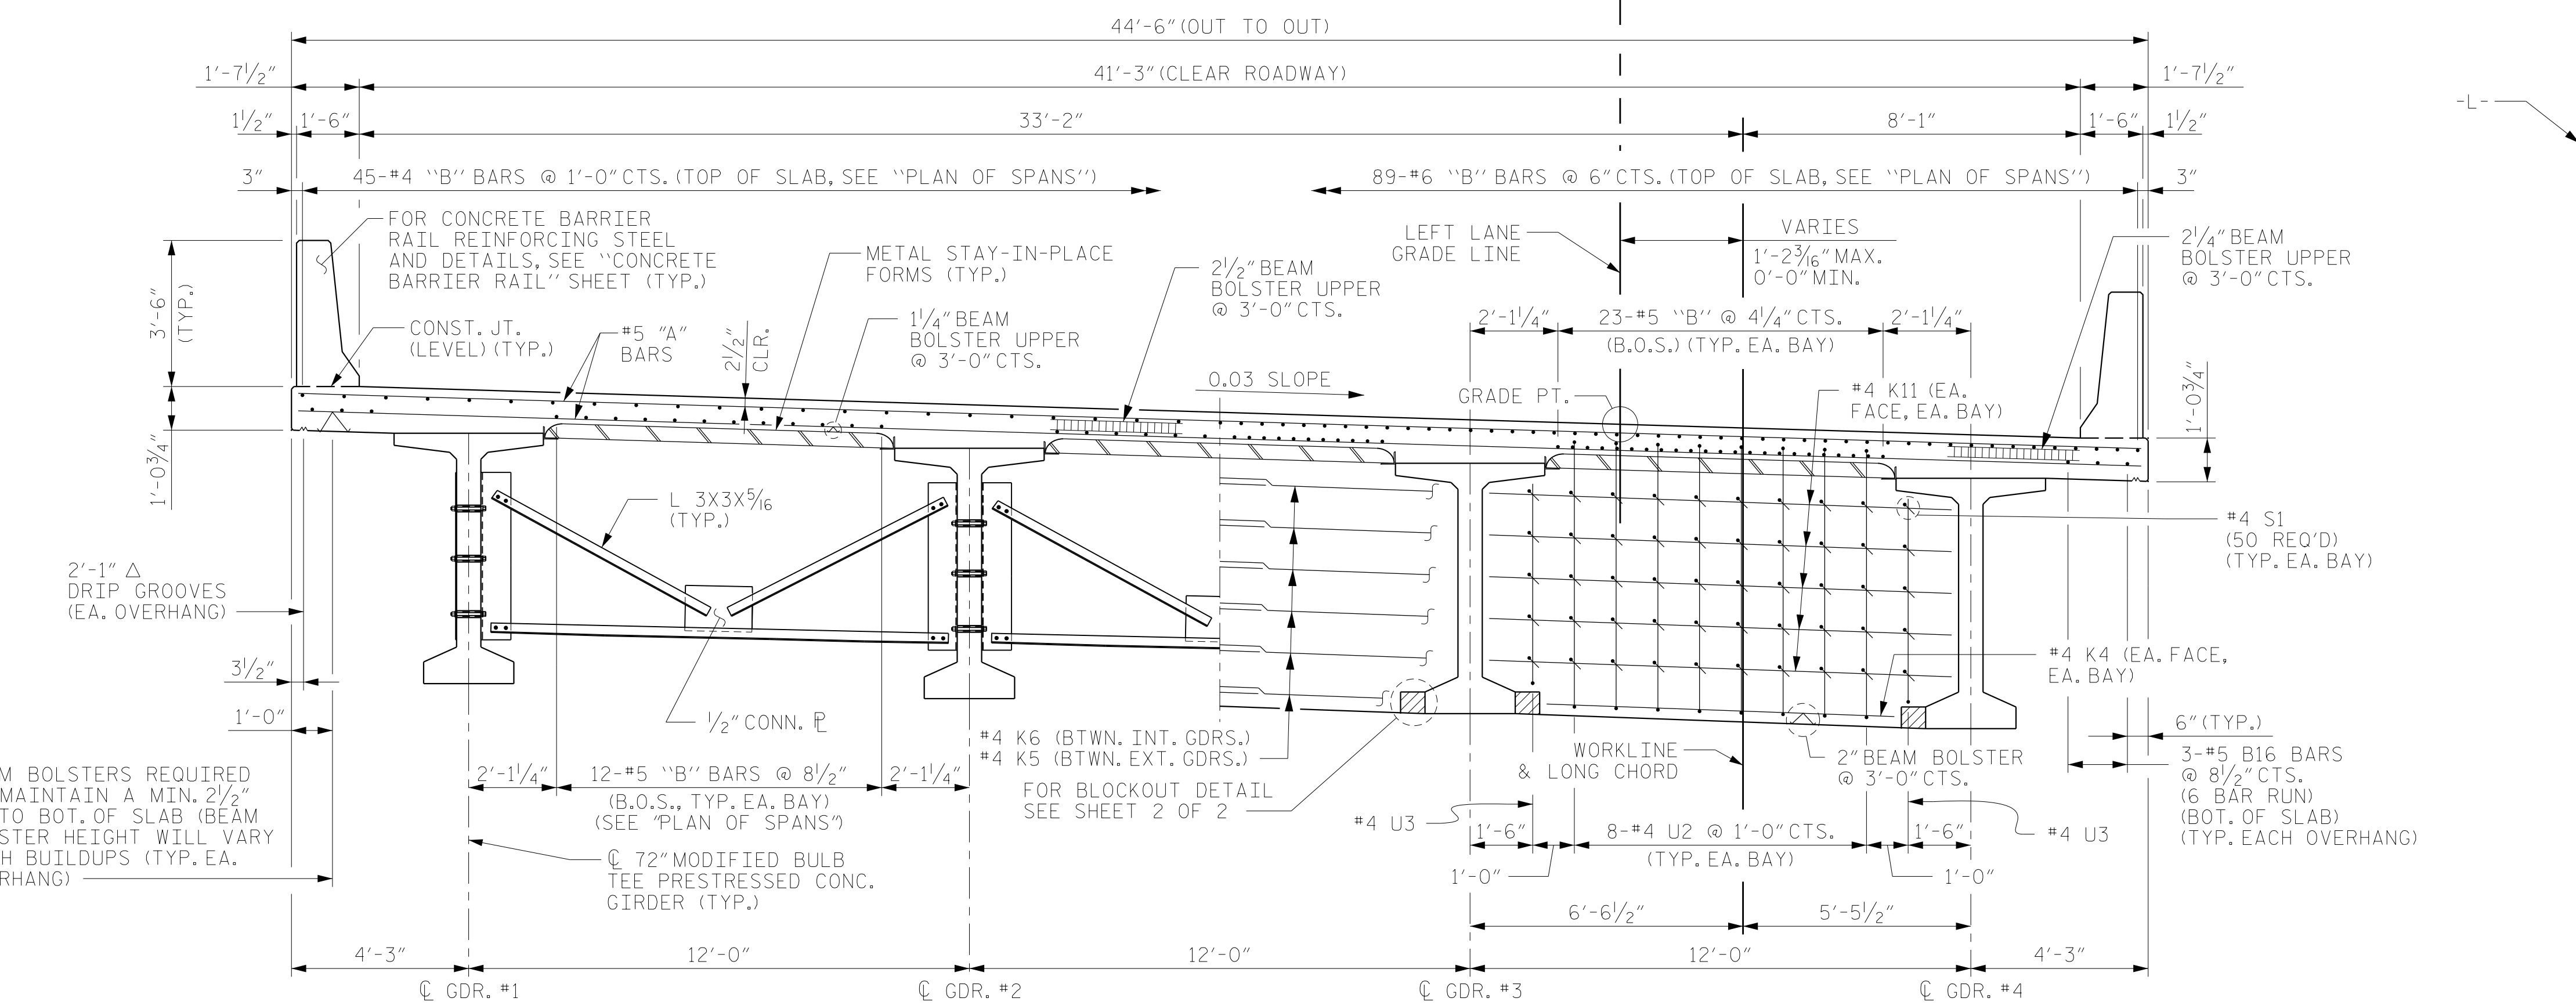 44'-6" (OUT TO OUT)
1'-7½"
41'-3" (CLEAR ROADWAY)
1'-7½"
-L-
1½"
1'-6"
33'-2"
8'-1"
1'-6"
1½"
3"
45-#4 ``B'' BARS @ 1'-0" CTS. (TOP OF SLAB, SEE ``PLAN OF SPANS'')
89-#6 ``B'' BARS @ 6" CTS. (TOP OF SLAB, SEE ``PLAN OF SPANS'')
3"
FOR CONCRETE BARRIER
RAIL REINFORCING STEEL
AND DETAILS, SEE ``CONCRETE
BARRIER RAIL'' SHEET (TYP.)
METAL STAY-IN-PLACE
FORMS (TYP.)
2½" BEAM
BOLSTER UPPER
@ 3'-0" CTS.
LEFT LANE
GRADE LINE
VARIES
1'-2 3/16" MAX.
0'-0" MIN.
2¼" BEAM
BOLSTER UPPER
@ 3'-0" CTS.
3'-6"
(TYP.)
CONST. JT.
(LEVEL) (TYP.)
#5 "A"
BARS
2½"
CLR.
1¼" BEAM
BOLSTER UPPER
@ 3'-0" CTS.
2'-1¼"
23-#5 ``B'' @ 4¼" CTS.
(B.O.S.) (TYP. EA. BAY)
2'-1¼"
0.03 SLOPE
GRADE PT.
#4 K11 (EA.
FACE, EA. BAY)
1'-0¾"
1'-0¾"
L 3X3X5/16
(TYP.)
#4 S1
(50 REQ'D)
(TYP. EA. BAY)
2'-1" △
DRIP GROOVES
(EA. OVERHANG)
3½"
1'-0"
#4 K4 (EA. FACE,
EA. BAY)
½" CONN. ℄
#4 K6 (BTWN. INT. GDRS.)
#4 K5 (BTWN. EXT. GDRS.)
FOR BLOCKOUT DETAIL
SEE SHEET 2 OF 2
WORKLINE
& LONG CHORD
2" BEAM BOLSTER
@ 3'-0" CTS.
6" (TYP.)
3-#5 B16 BARS
@ 8½" CTS.
(6 BAR RUN)
(BOT. OF SLAB)
(TYP. EACH OVERHANG)
M BOLSTERS REQUIRED
MAINTAIN A MIN. 2½"
TO BOT. OF SLAB (BEAM
STER HEIGHT WILL VARY
H BUILDUPS (TYP. EA.
RHANG)
2'-1¼"
12-#5 ``B'' BARS @ 8½"
(B.O.S., TYP. EA. BAY)
(SEE "PLAN OF SPANS")
2'-1¼"
℄ 72" MODIFIED BULB
TEE PRESTRESSED CONC.
GIRDER (TYP.)
#4 U3
1'-6"
8-#4 U2 @ 1'-0" CTS.
(TYP. EA. BAY)
1'-6"
#4 U3
1'-0"
1'-0"
6'-6½"
5'-5½"
4'-3"
12'-0"
12'-0"
12'-0"
4'-3"
℄ GDR. #1
℄ GDR. #2
℄ GDR. #3
℄ GDR. #4